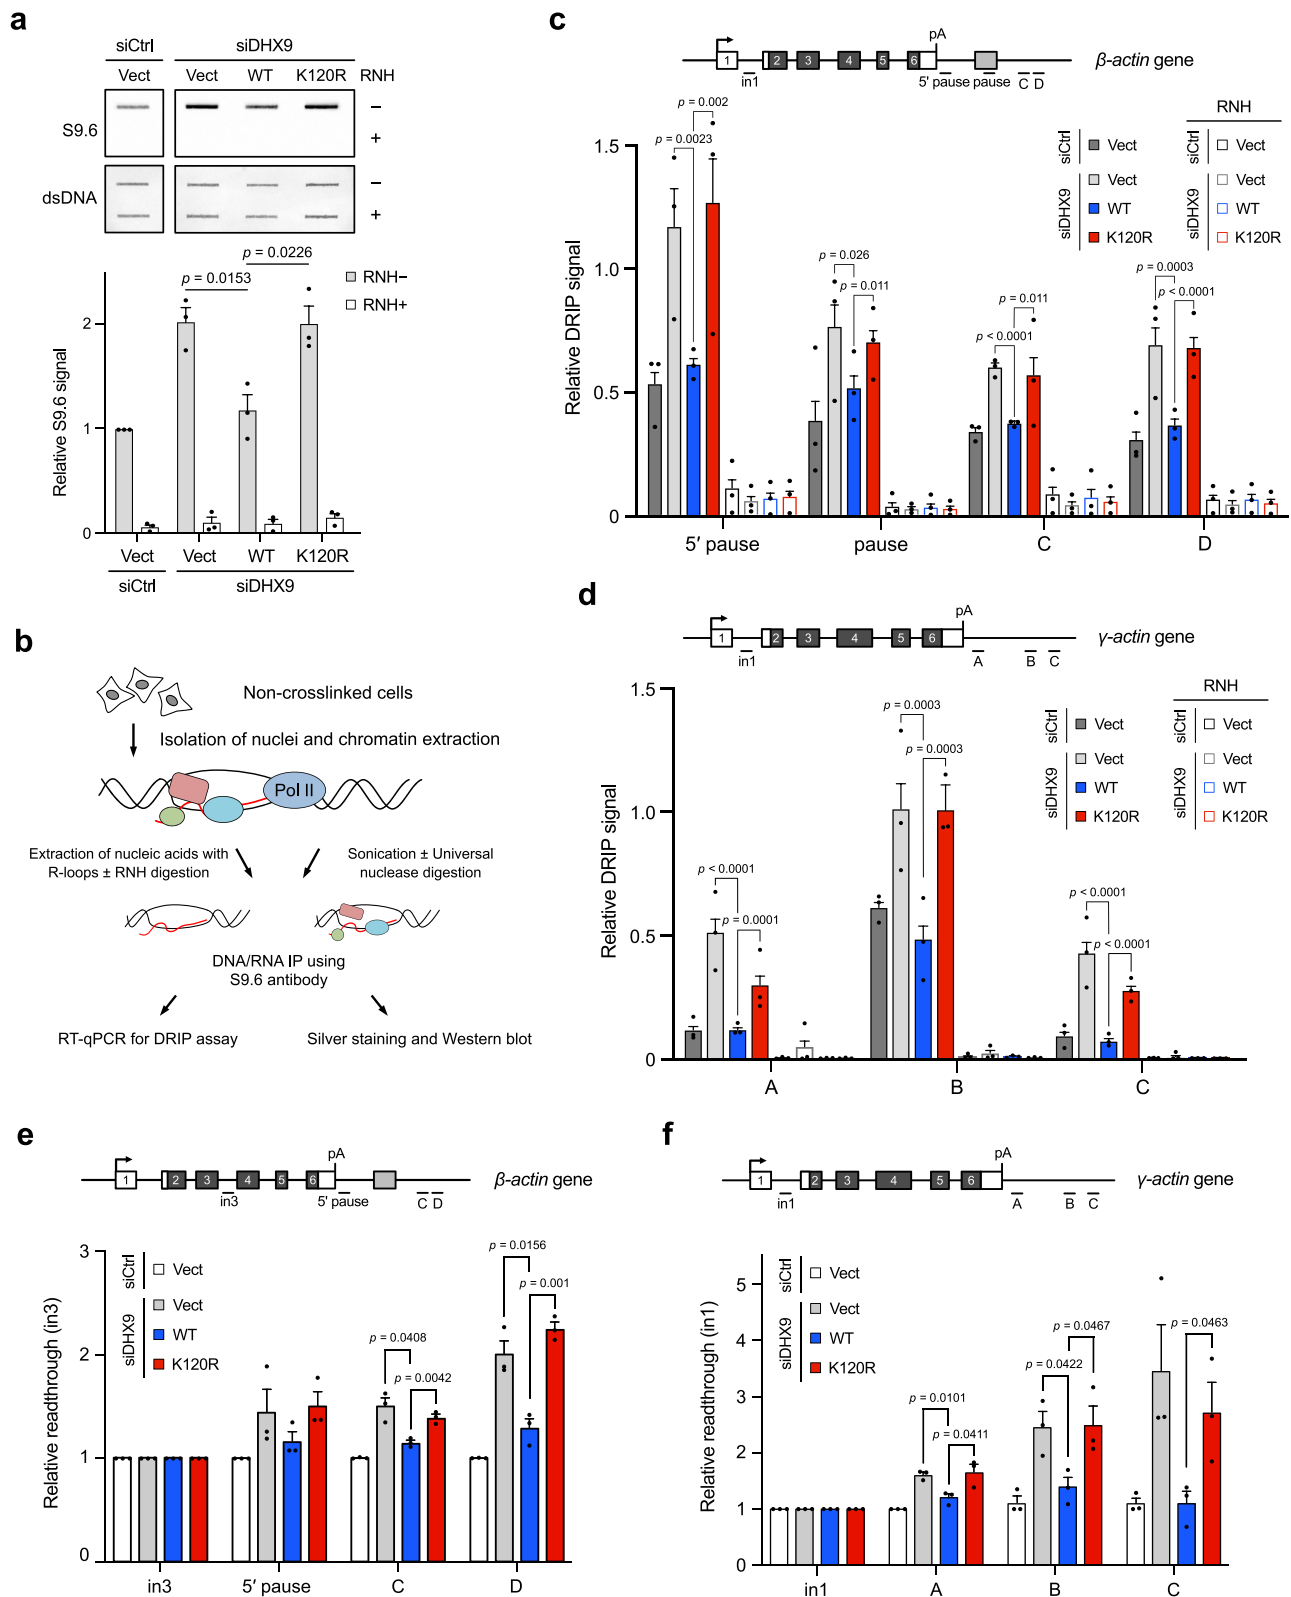 a
siCtrl siDHX9
Vect Vect WT K120R RNH
S9.6 −
+
dsDNA −
+
p = 0.0226
p = 0.0153
RNH−
RNH+
Relative S9.6 signal
2
1
0
Vect Vect WT K120R
siCtrl siDHX9
b
Non-crosslinked cells
Isolation of nuclei and chromatin extraction
Pol II
Extraction of nucleic acids with
R-loops ± RNH digestion
Sonication ± Universal
nuclease digestion
DNA/RNA IP using
S9.6 antibody
RT-qPCR for DRIP assay
Silver staining and Western blot
c
pA
1 2 3 4 5 6
in1 5′ pause pause C D
β-actin gene
RNH
siCtrl Vect siCtrl Vect
siDHX9 Vect siDHX9 Vect
WT WT
K120R K120R
Relative DRIP signal
1.5
1.0
0.5
0
p = 0.002
p = 0.0023
p = 0.026
p = 0.011
p = 0.011
p < 0.0001
p = 0.0003
p < 0.0001
5′ pause pause C D
d
pA
1 2 3 4 5 6
in1 A B C
γ-actin gene
RNH
siCtrl Vect siCtrl Vect
siDHX9 Vect siDHX9 Vect
WT WT
K120R K120R
Relative DRIP signal
1.5
1.0
0.5
0
p < 0.0001
p = 0.0001
p = 0.0003
p = 0.0003
p < 0.0001
p < 0.0001
A B C
e
pA
1 2 3 4 5 6
in3 5′ pause C D
β-actin gene
siCtrl Vect
siDHX9 Vect
WT
K120R
Relative readthrough (in3)
3
2
1
0
p = 0.0408
p = 0.0042
p = 0.0156
p = 0.001
in3 5′ pause C D
f
pA
1 2 3 4 5 6
in1 A B C
γ-actin gene
siCtrl Vect
siDHX9 Vect
WT
K120R
Relative readthrough (in1)
5
4
3
2
1
0
p = 0.0101
p = 0.0411
p = 0.0467
p = 0.0422
p = 0.0463
in1 A B C